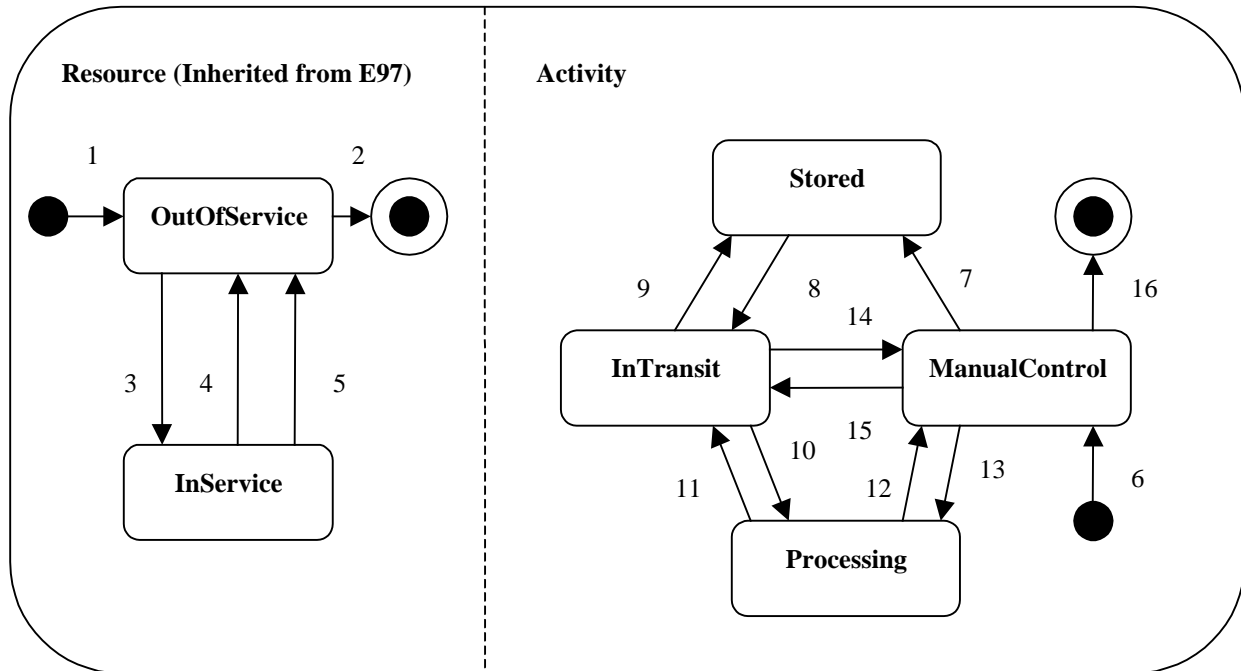 Resource (Inherited from E97)
1
2
OutOfService
3
4
5
InService
Activity
Stored
9
8
7
16
14
InTransit
ManualControl
15
10
11
12
13
6
Processing